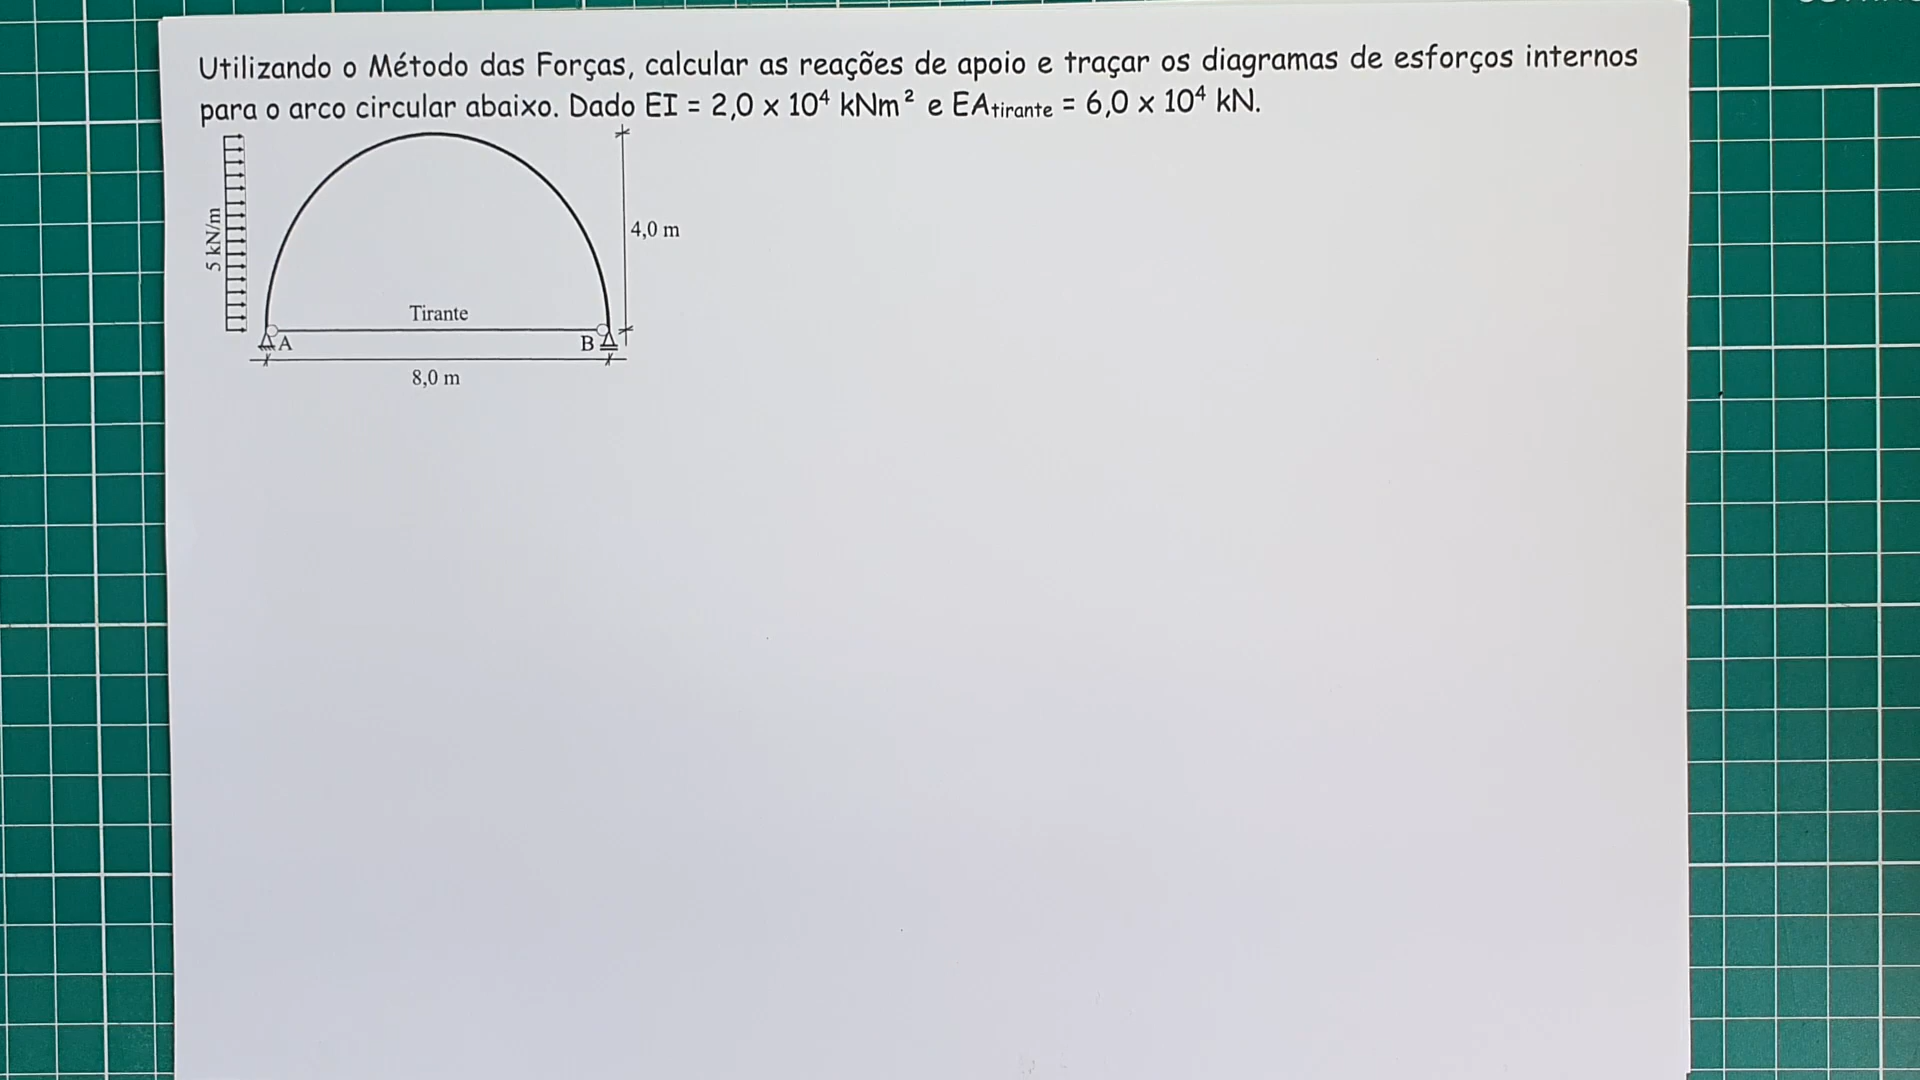 Utilizando o Método das Forças, calcular as reações de apoio e traçar os diagramas de esforços internos
para o arco circular abaixo. Dado EI = 2,0 x 10⁴ kNm² e EAtirante = 6,0 x 10⁴ kN.
5 kN/m
4,0 m
Tirante
A
B
8,0 m